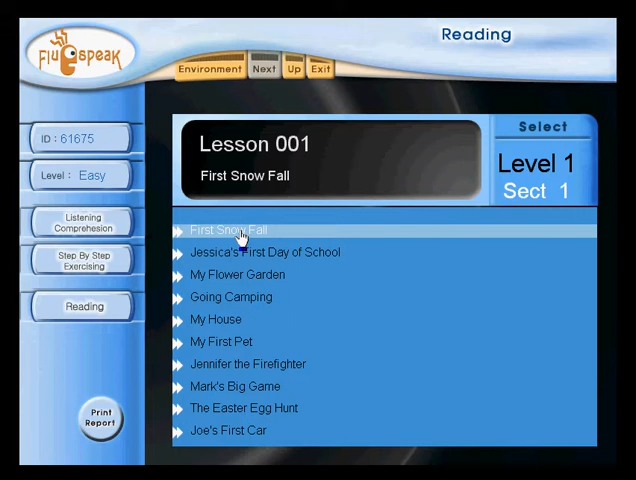 Flu speak
Reading
Environment
Next
Up
Exit
ID : 61675
Level : Easy
Listening
Comprehesion
Step By Step
Exercising
Reading
Print
Report
Lesson 001
First Snow Fall
Select
Level 1
Sect 1
First Snow Fall
Jessica's First Day of School
My Flower Garden
Going Camping
My House
My First Pet
Jennifer the Firefighter
Mark's Big Game
The Easter Egg Hunt
Joe's First Car